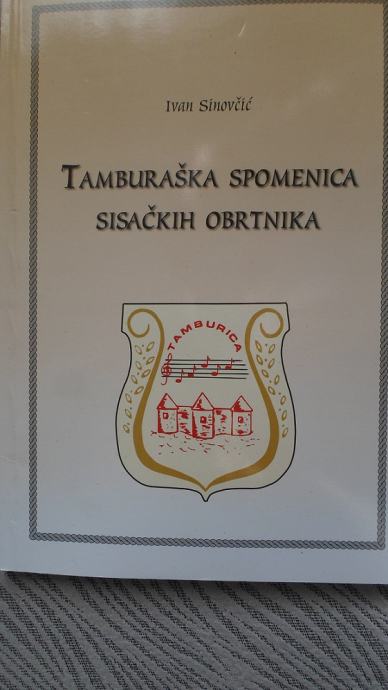 Ivan Sinovčić
TAMBURAŠKA SPOMENICA
SISAČKIH OBRTNIKA
TAMBURICA